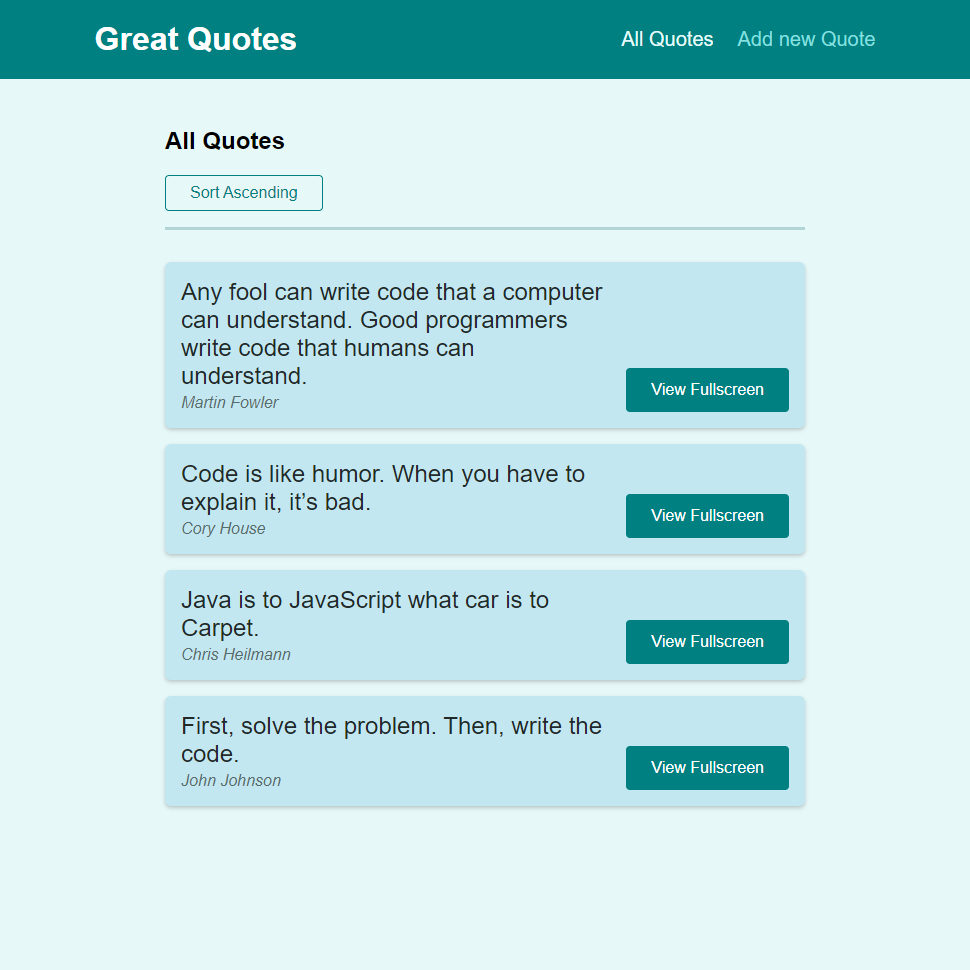 Great Quotes
All Quotes
Add new Quote
All Quotes
Sort Ascending
Any fool can write code that a computer
can understand. Good programmers
write code that humans can
understand.
Martin Fowler
View Fullscreen
Code is like humor. When you have to
explain it, it’s bad.
Cory House
View Fullscreen
Java is to JavaScript what car is to
Carpet.
Chris Heilmann
View Fullscreen
First, solve the problem. Then, write the
code.
John Johnson
View Fullscreen